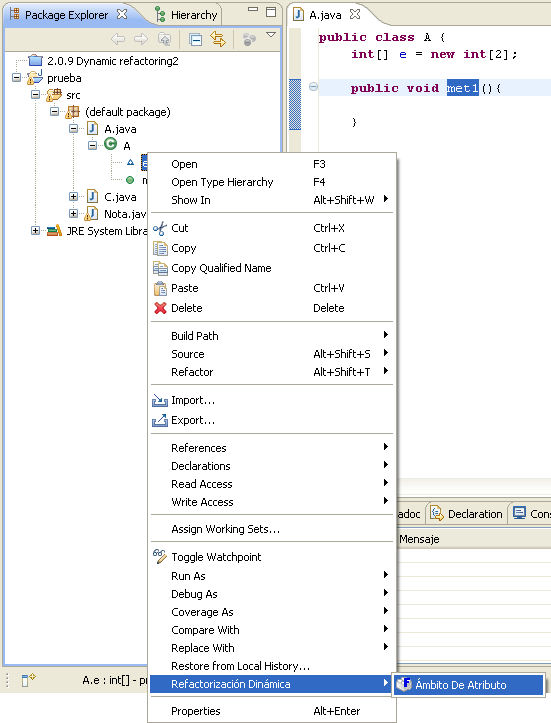 Package Explorer
Hierarchy
2.0.9 Dynamic refactoring2
prueba
src
(default package)
A.java
A
C.java
JRE System
A.java
public class A {
int[] e = new int[2];
public void met1(){
}
Open F3
Open Type Hierarchy F4
Show In Alt+Shift+W
Cut Ctrl+X
Copy Ctrl+C
Copy Qualified Name
Paste Ctrl+V
Delete Delete
Build Path
Source Alt+Shift+S
Refactor Alt+Shift+T
Import...
Export...
References
Declarations
Read Access
Write Access
Assign Working Sets...
Toggle Watchpoint
Run As
Debug As
Coverage As
Compare With
Replace With
Restore from Local History...
Refactorización Dinámica
Properties Alt+Enter
Ámbito De Atributo
adoc Declaration Cons
Mensaje
A.e : int[] - pr